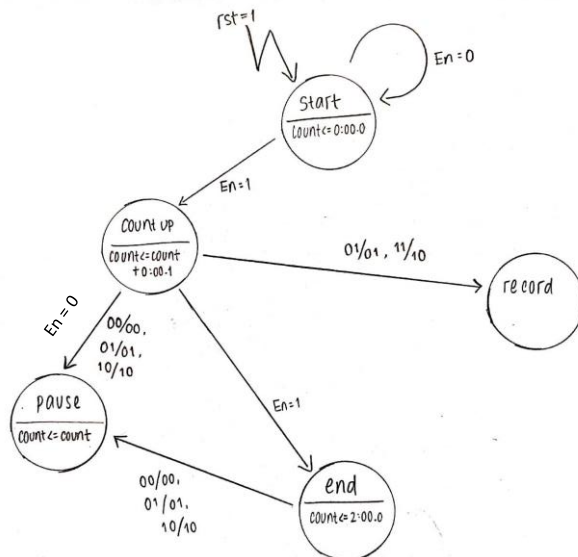 rst=1
En=0
start
count<=0:00.0
En=1
count up
count<=count
+0:00.1
01/01, 11/10
record
En=0
00/00,
01/01,
10/10
pause
count<=count
En=1
00/00,
01/01,
10/10
end
count<=2:00.0